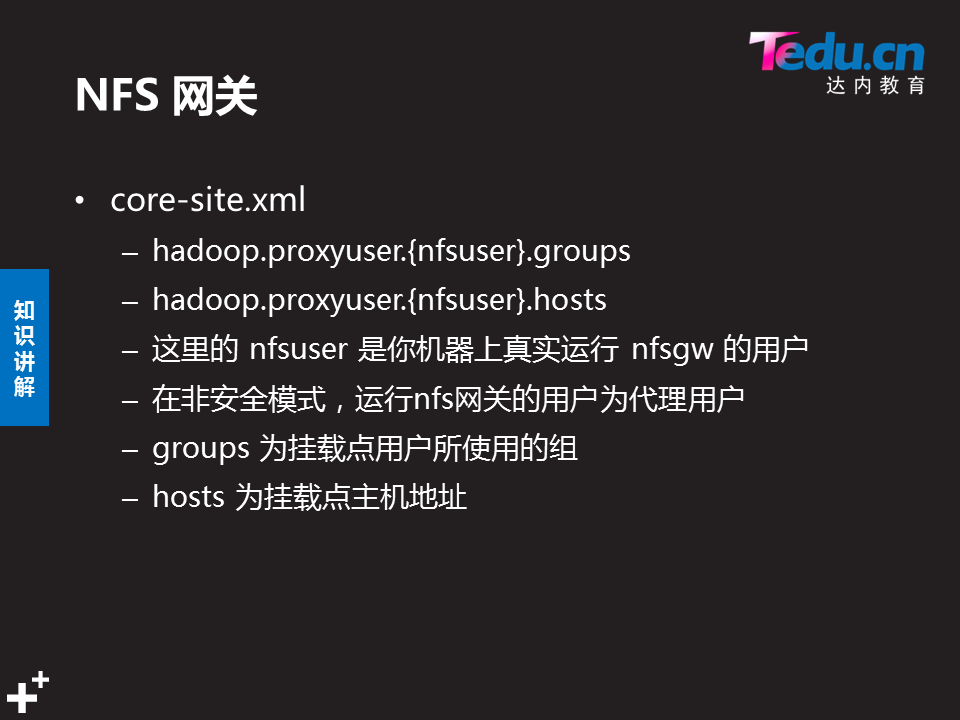 Tedu.cn
达内教育
NFS 网关
• core-site.xml
– hadoop.proxyuser.{nfsuser}.groups
– hadoop.proxyuser.{nfsuser}.hosts
– 这里的 nfsuser 是你机器上真实运行 nfsgw 的用户
– 在非安全模式，运行nfs网关的用户为代理用户
– groups 为挂载点用户所使用的组
– hosts 为挂载点主机地址
知识讲解